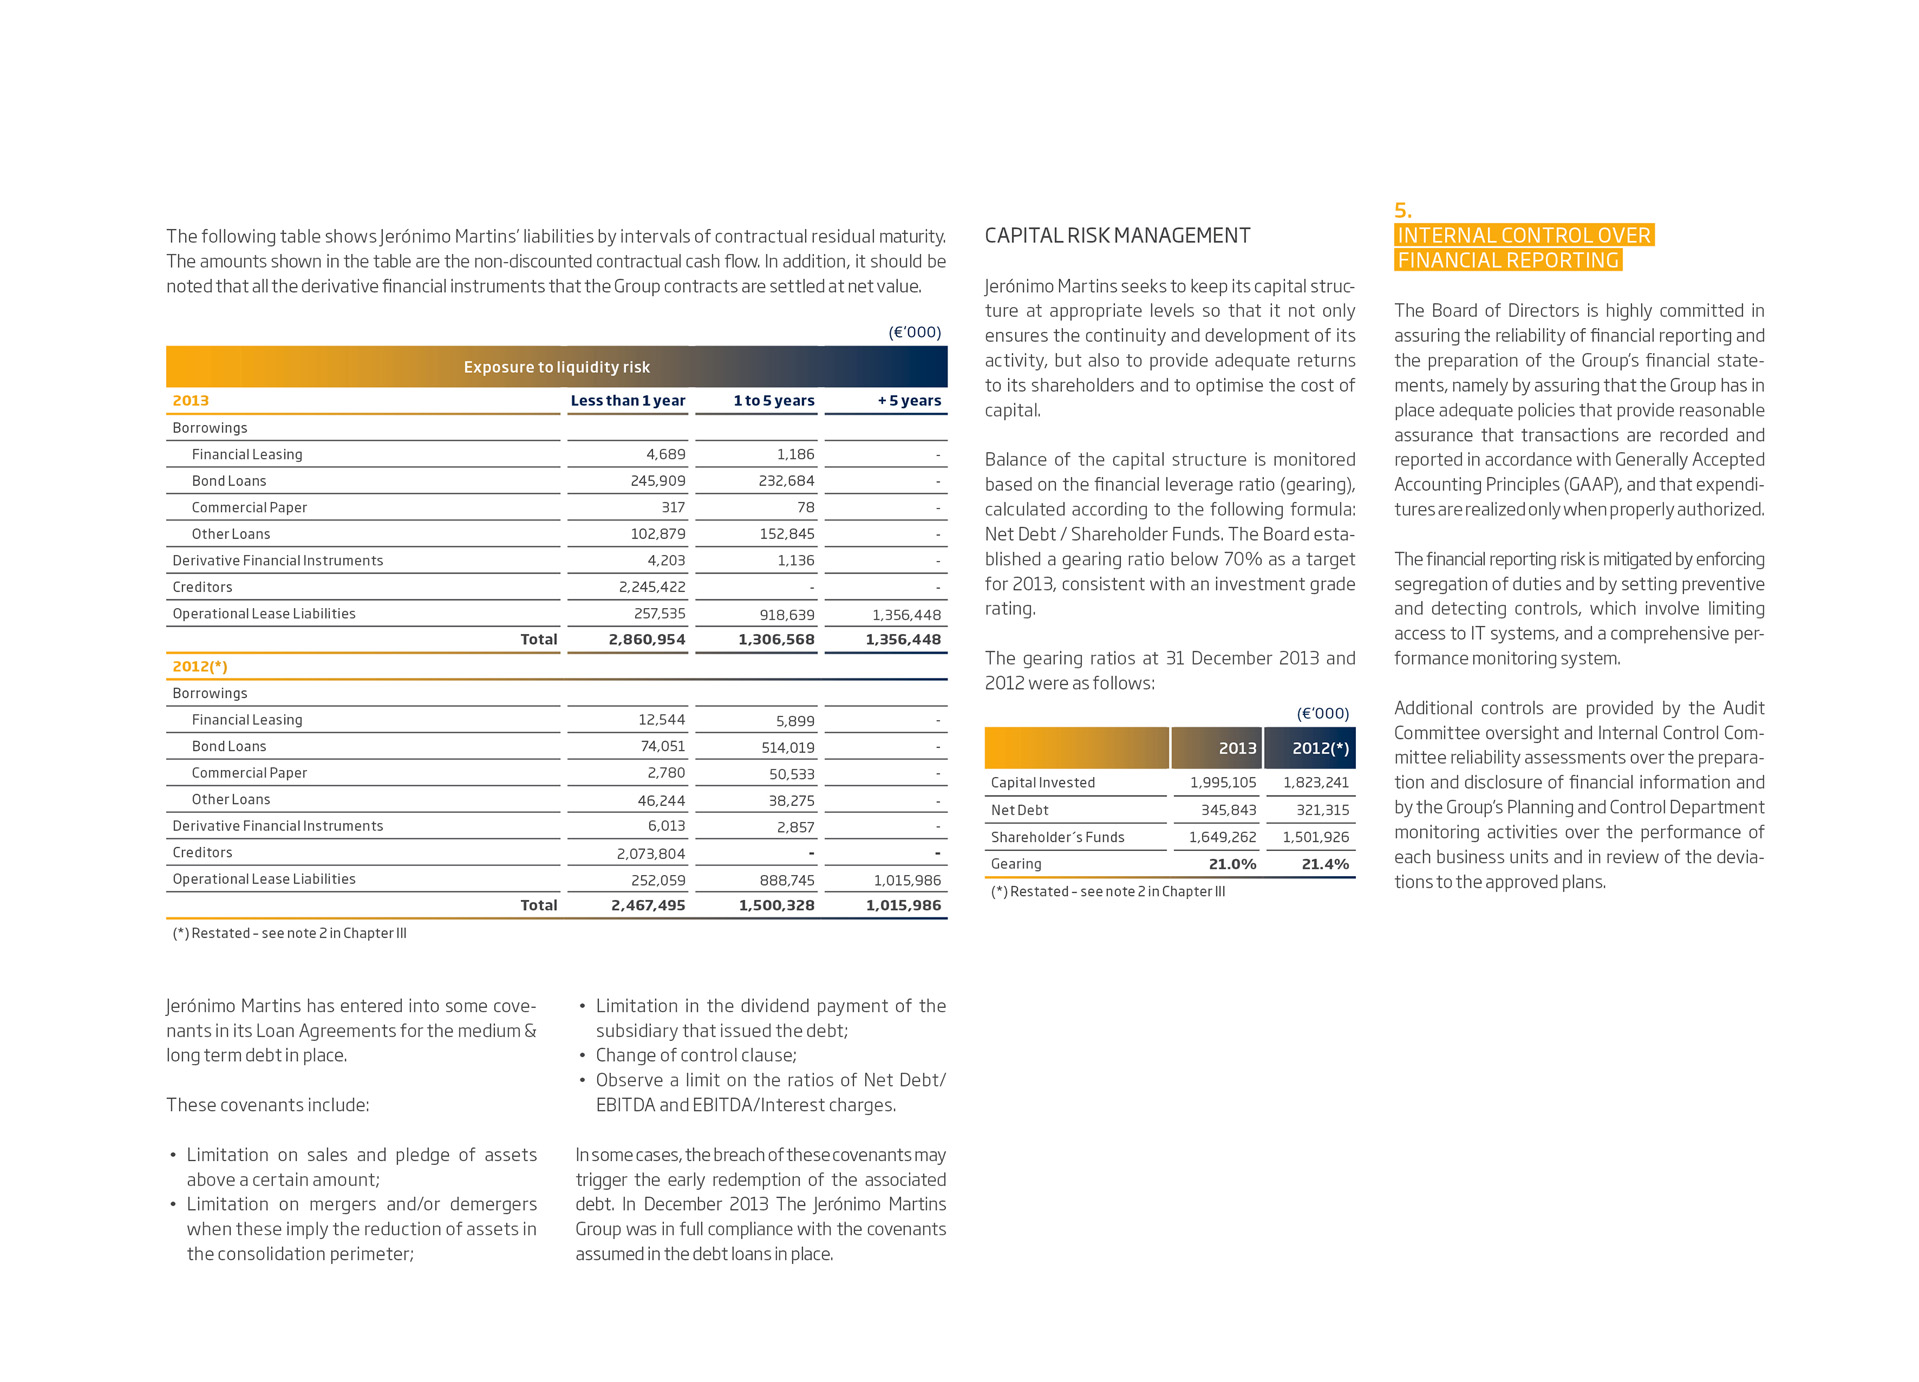 The following table shows Jerónimo Martins’ liabilities by intervals of contractual residual maturity.
The amounts shown in the table are the non-discounted contractual cash flow. In addition, it should be
noted that all the derivative financial instruments that the Group contracts are settled at net value.
(€’000)
Exposure to liquidity risk
2013 Less than 1 year 1 to 5 years + 5 years
Borrowings
Financial Leasing 4,689 1,186 -
Bond Loans 245,909 232,684 -
Commercial Paper 317 78 -
Other Loans 102,879 152,845 -
Derivative Financial Instruments 4,203 1,136 -
Creditors 2,245,422 - -
Operational Lease Liabilities 257,535 918,639 1,356,448
Total 2,860,954 1,306,568 1,356,448
2012(*)
Borrowings
Financial Leasing 12,544 5,899 -
Bond Loans 74,051 514,019 -
Commercial Paper 2,780 50,533 -
Other Loans 46,244 38,275 -
Derivative Financial Instruments 6,013 2,857 -
Creditors 2,073,804 - -
Operational Lease Liabilities 252,059 888,745 1,015,986
Total 2,467,495 1,500,328 1,015,986
(*) Restated – see note 2 in Chapter III
Jerónimo Martins has entered into some cove-
nants in its Loan Agreements for the medium &
long term debt in place.
These covenants include:
• Limitation on sales and pledge of assets
above a certain amount;
• Limitation on mergers and/or demergers
when these imply the reduction of assets in
the consolidation perimeter;
• Limitation in the dividend payment of the
subsidiary that issued the debt;
• Change of control clause;
• Observe a limit on the ratios of Net Debt/
EBITDA and EBITDA/Interest charges.
In some cases, the breach of these covenants may
trigger the early redemption of the associated
debt. In December 2013 The Jerónimo Martins
Group was in full compliance with the covenants
assumed in the debt loans in place.
CAPITAL RISK MANAGEMENT
Jerónimo Martins seeks to keep its capital struc-
ture at appropriate levels so that it not only
ensures the continuity and development of its
activity, but also to provide adequate returns
to its shareholders and to optimise the cost of
capital.
Balance of the capital structure is monitored
based on the financial leverage ratio (gearing),
calculated according to the following formula:
Net Debt / Shareholder Funds. The Board esta-
blished a gearing ratio below 70% as a target
for 2013, consistent with an investment grade
rating.
The gearing ratios at 31 December 2013 and
2012 were as follows:
(€’000)
2013 2012(*)
Capital Invested 1,995,105 1,823,241
Net Debt 345,843 321,315
Shareholder´s Funds 1,649,262 1,501,926
Gearing 21.0% 21.4%
(*) Restated – see note 2 in Chapter III
5.
INTERNAL CONTROL OVER
FINANCIAL REPORTING
The Board of Directors is highly committed in
assuring the reliability of financial reporting and
the preparation of the Group’s financial state-
ments, namely by assuring that the Group has in
place adequate policies that provide reasonable
assurance that transactions are recorded and
reported in accordance with Generally Accepted
Accounting Principles (GAAP), and that expendi-
tures are realized only when properly authorized.
The financial reporting risk is mitigated by enforcing
segregation of duties and by setting preventive
and detecting controls, which involve limiting
access to IT systems, and a comprehensive per-
formance monitoring system.
Additional controls are provided by the Audit
Committee oversight and Internal Control Com-
mittee reliability assessments over the prepara-
tion and disclosure of financial information and
by the Group’s Planning and Control Department
monitoring activities over the performance of
each business units and in review of the devia-
tions to the approved plans.